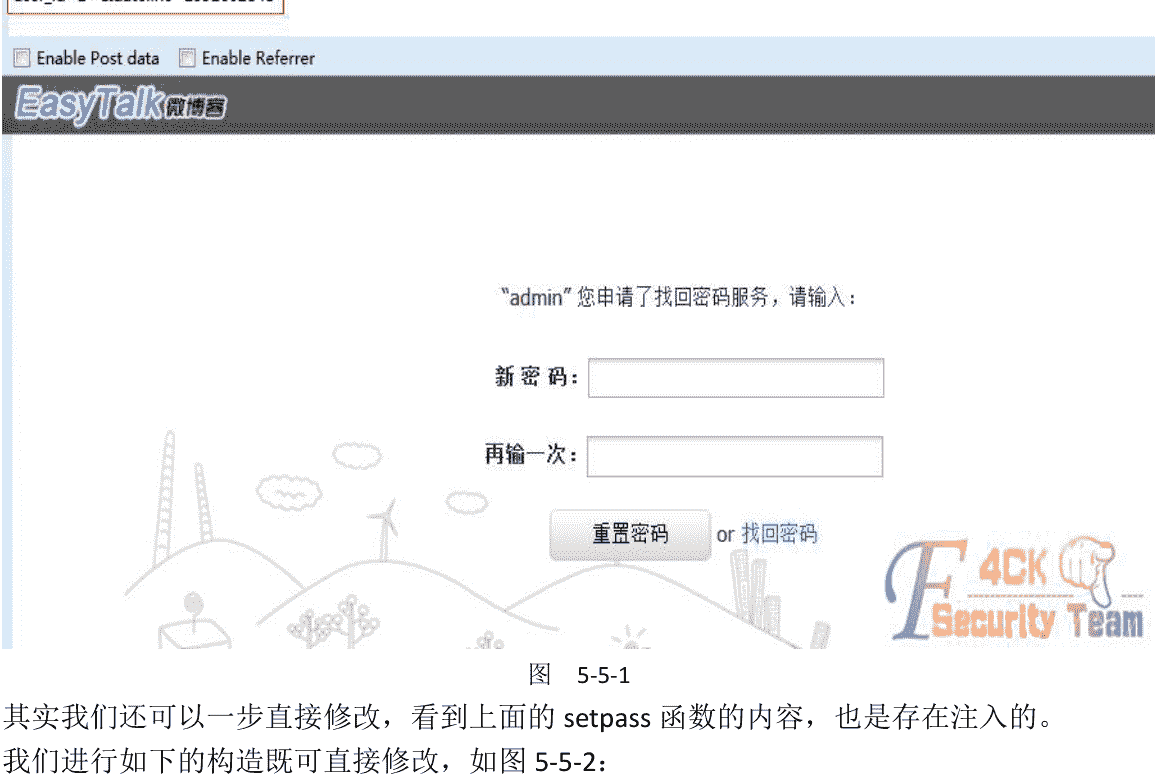 Enable Post data Enable Referrer
EasyTalk微博客
“admin” 您申请了找回密码服务，请输入：
新 密 码：
再输一次：
重置密码 or 找回密码
F4CK
Security Team
图 5-5-1
其实我们还可以一步直接修改，看到上面的 setpass 函数的内容，也是存在注入的。
我们进行如下的构造既可直接修改，如图 5-5-2：